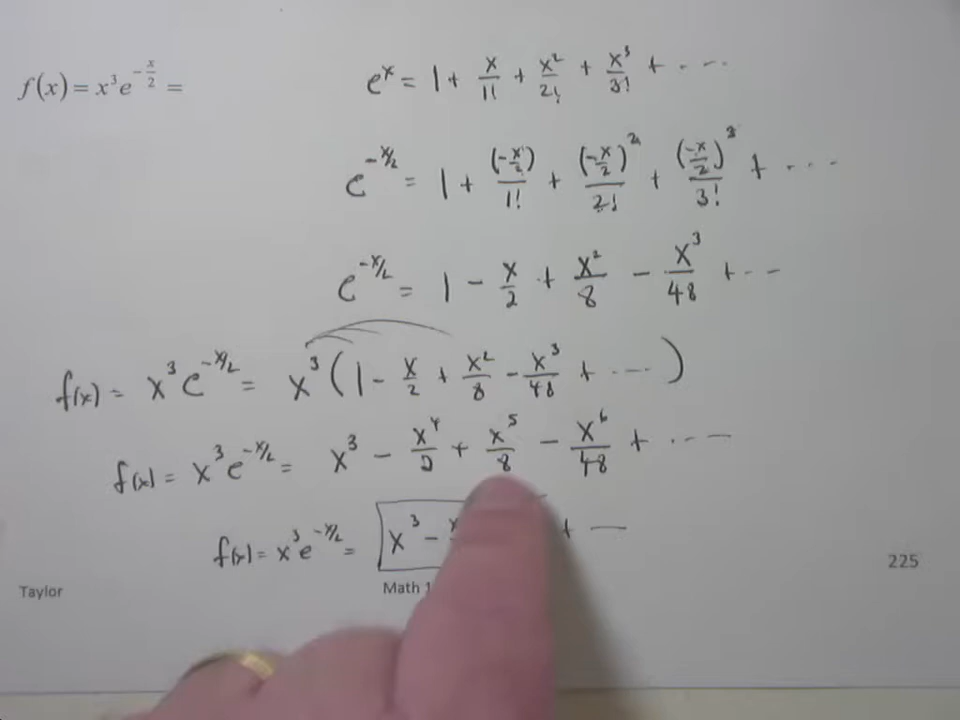 f(x) = x³e^(-x/2) =
e^x = 1 + x/1! + x²/2! + x³/3! + ....
e^(-x/2) = 1 + (-x/2)/1! + (-x/2)²/2! + (-x/2)³/3! + ...
e^(-x/2) = 1 - x/2 + x²/8 - x³/48 + ...
f(x) = x³e^(-x/2) = x³(1 - x/2 + x²/8 - x³/48 + ....)
f(x) = x³e^(-x/2) = x³ - x⁴/2 + x⁵/8 - x⁶/48 + ....
f(x) = x³e^(-x/2) = x³ - + ...
225
Taylor Math 1